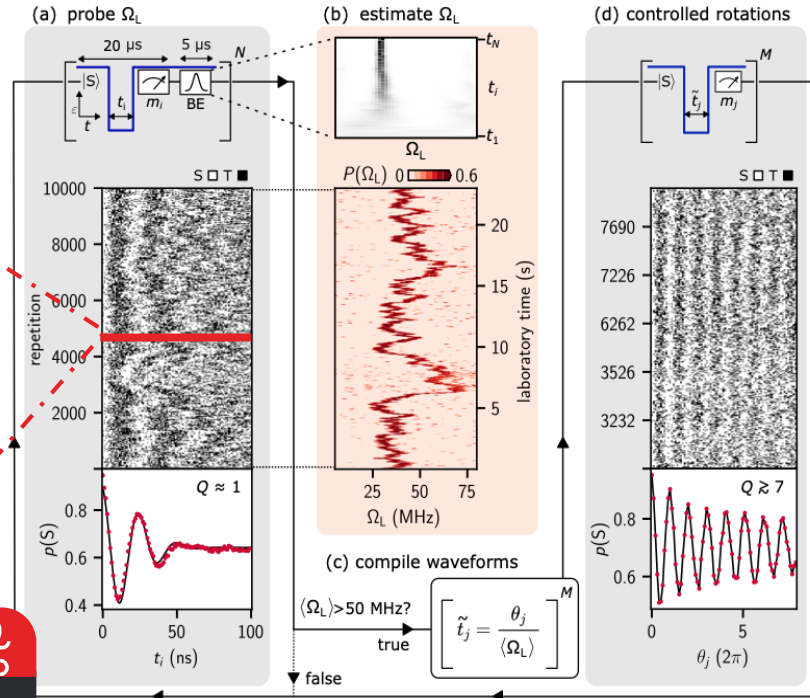 (a) probe Ω_L
20 μs
5 μs
N
|S⟩
t_i
m_i
BE
ε
t
S □ T ■
10000
8000
6000
4000
2000
repetition
Q ≈ 1
0.8
0.6
0.4
p(S)
0
50
100
t_i (ns)
(b) estimate Ω_L
t_N
t_i
t_1
Ω_L
P(Ω_L) 0 0.6
20
15
10
5
laboratory time (s)
25
50
75
Ω_L (MHz)
(c) compile waveforms
⟨Ω_L⟩>50 MHz?
true
false
t̃_j = θ_j / ⟨Ω_L⟩
M
(d) controlled rotations
M
|S⟩
t̃_j
m_j
S □ T ■
7690
7226
6262
3526
3232
Q ≳ 7
0.8
0.6
p(S)
0
5
θ_j (2π)